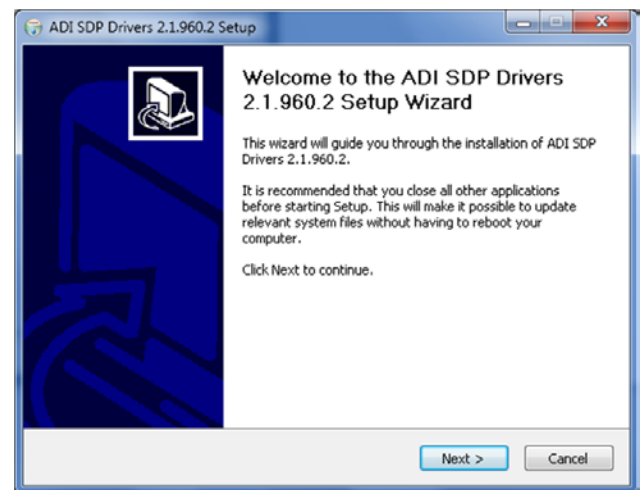 ADI SDP Drivers 2.1.960.2 Setup
Welcome to the ADI SDP Drivers
2.1.960.2 Setup Wizard
This wizard will guide you through the installation of ADI SDP
Drivers 2.1.960.2.
It is recommended that you close all other applications
before starting Setup. This will make it possible to update
relevant system files without having to reboot your
computer.
Click Next to continue.
Next >
Cancel